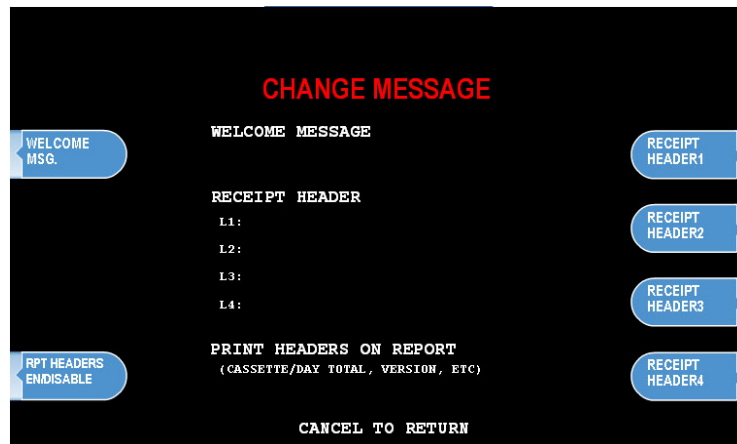 CHANGE MESSAGE
WELCOME MESSAGE
WELCOME
MSG.
RECEIPT
HEADER1
RECEIPT HEADER
L1:
L2:
L3:
L4:
RECEIPT
HEADER2
RECEIPT
HEADER3
PRINT HEADERS ON REPORT
(CASSETTE/DAY TOTAL, VERSION, ETC)
RPT HEADERS
EN/DISABLE
RECEIPT
HEADER4
CANCEL TO RETURN